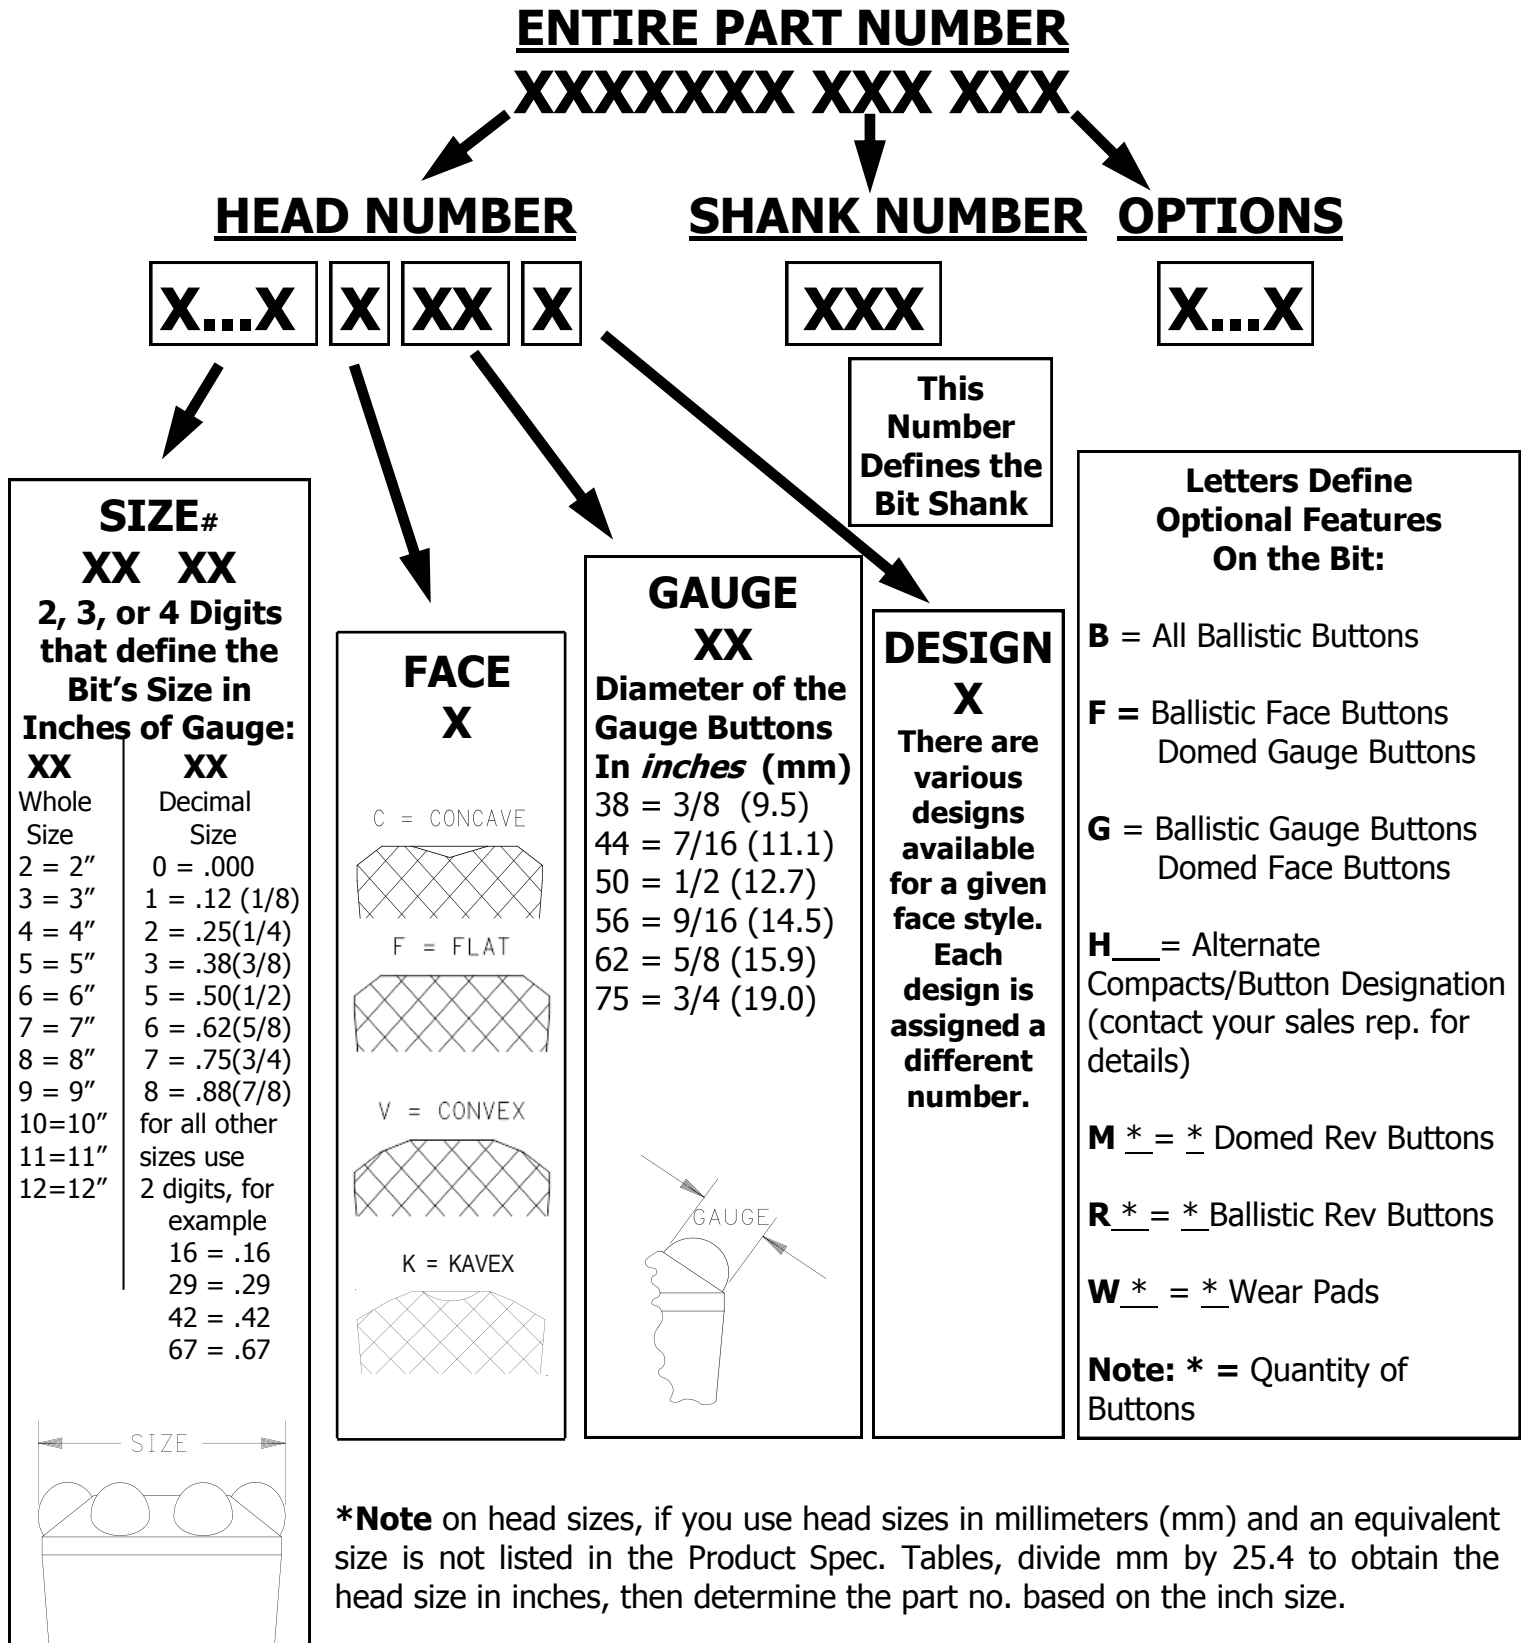 ENTIRE PART NUMBER
XXXXXXX XXX XXX
HEAD NUMBER
X...X X XX X
SHANK NUMBER
XXX
This
Number
Defines the
Bit Shank
OPTIONS
X...X
SIZE#
XX XX
2, 3, or 4 Digits
that define the
Bit’s Size in
Inches of Gauge:
XX
Whole
Size
2 = 2”
3 = 3”
4 = 4”
5 = 5”
6 = 6”
7 = 7”
8 = 8”
9 = 9”
10=10”
11=11”
12=12”
XX
Decimal
Size
0 = .000
1 = .12 (1/8)
2 = .25(1/4)
3 = .38(3/8)
5 = .50(1/2)
6 = .62(5/8)
7 = .75(3/4)
8 = .88(7/8)
for all other
sizes use
2 digits, for
example
16 = .16
29 = .29
42 = .42
67 = .67
SIZE
FACE
X
C = CONCAVE
F = FLAT
V = CONVEX
K = KAVEX
GAUGE
XX
Diameter of the
Gauge Buttons
In inches (mm)
38 = 3/8 (9.5)
44 = 7/16 (11.1)
50 = 1/2 (12.7)
56 = 9/16 (14.5)
62 = 5/8 (15.9)
75 = 3/4 (19.0)
GAUGE
DESIGN
X
There are
various
designs
available
for a given
face style.
Each
design is
assigned a
different
number.
Letters Define
Optional Features
On the Bit:
B = All Ballistic Buttons
F = Ballistic Face Buttons
Domed Gauge Buttons
G = Ballistic Gauge Buttons
Domed Face Buttons
H___= Alternate
Compacts/Button Designation
(contact your sales rep. for
details)
M * = * Domed Rev Buttons
R * = * Ballistic Rev Buttons
W * = * Wear Pads
Note: * = Quantity of
Buttons
*Note on head sizes, if you use head sizes in millimeters (mm) and an equivalent
size is not listed in the Product Spec. Tables, divide mm by 25.4 to obtain the
head size in inches, then determine the part no. based on the inch size.